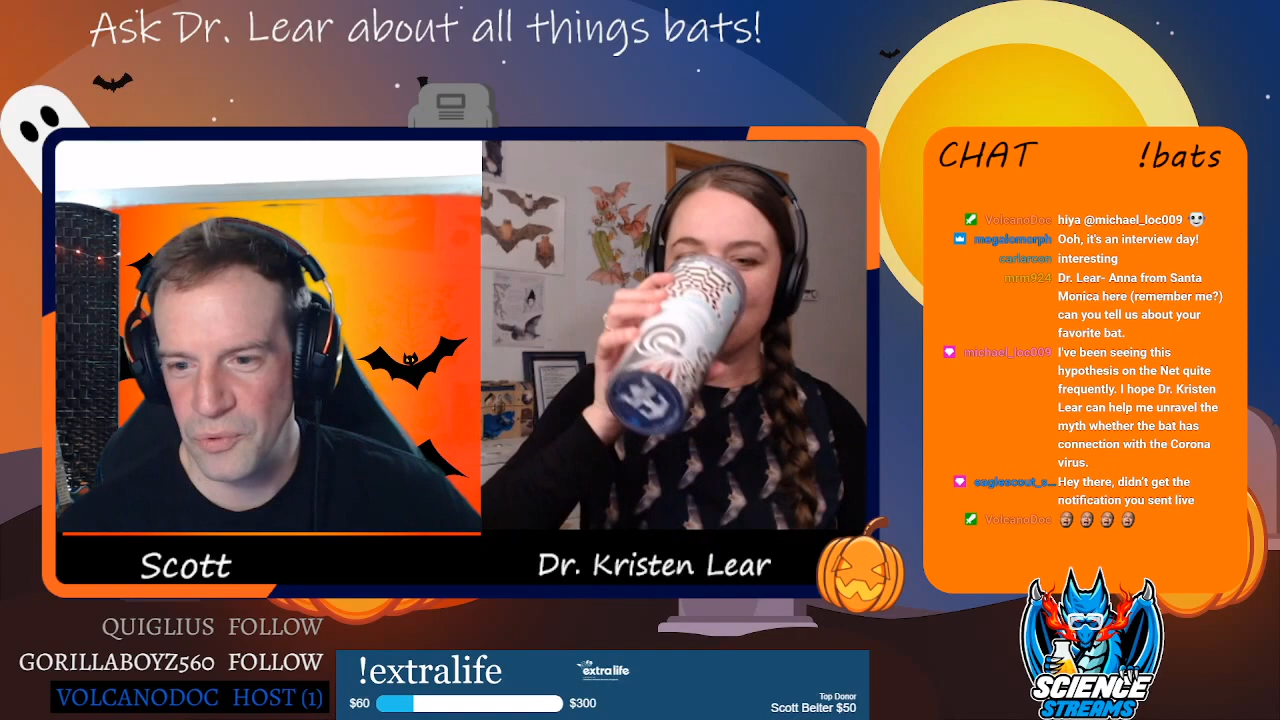 Ask Dr. Lear about all things bats!
CHAT !bats
VolcanoDoc hiya @michael_loc009
megalomorph Ooh, it's an interview day!
interesting
mrm924 Dr. Lear- Anna from Santa
Monica here (remember me?)
can you tell us about your
favorite bat.
michael_loc009 I've been seeing this
hypothesis on the Net quite
frequently. I hope Dr. Kristen
Lear can help me unravel the
myth whether the bat has
connection with the Corona
virus.
eaglescout_s... Hey there, didn't get the
notification you sent live
VolcanoDoc
Scott
Dr. Kristen Lear
QUIGLIUS FOLLOW
GORILLABOYZ560 FOLLOW
VOLCANODOC HOST (1)
!extralife
extra life
$60 $300
Top Donor
Scott Belter $50
SCIENCE
STREAMS